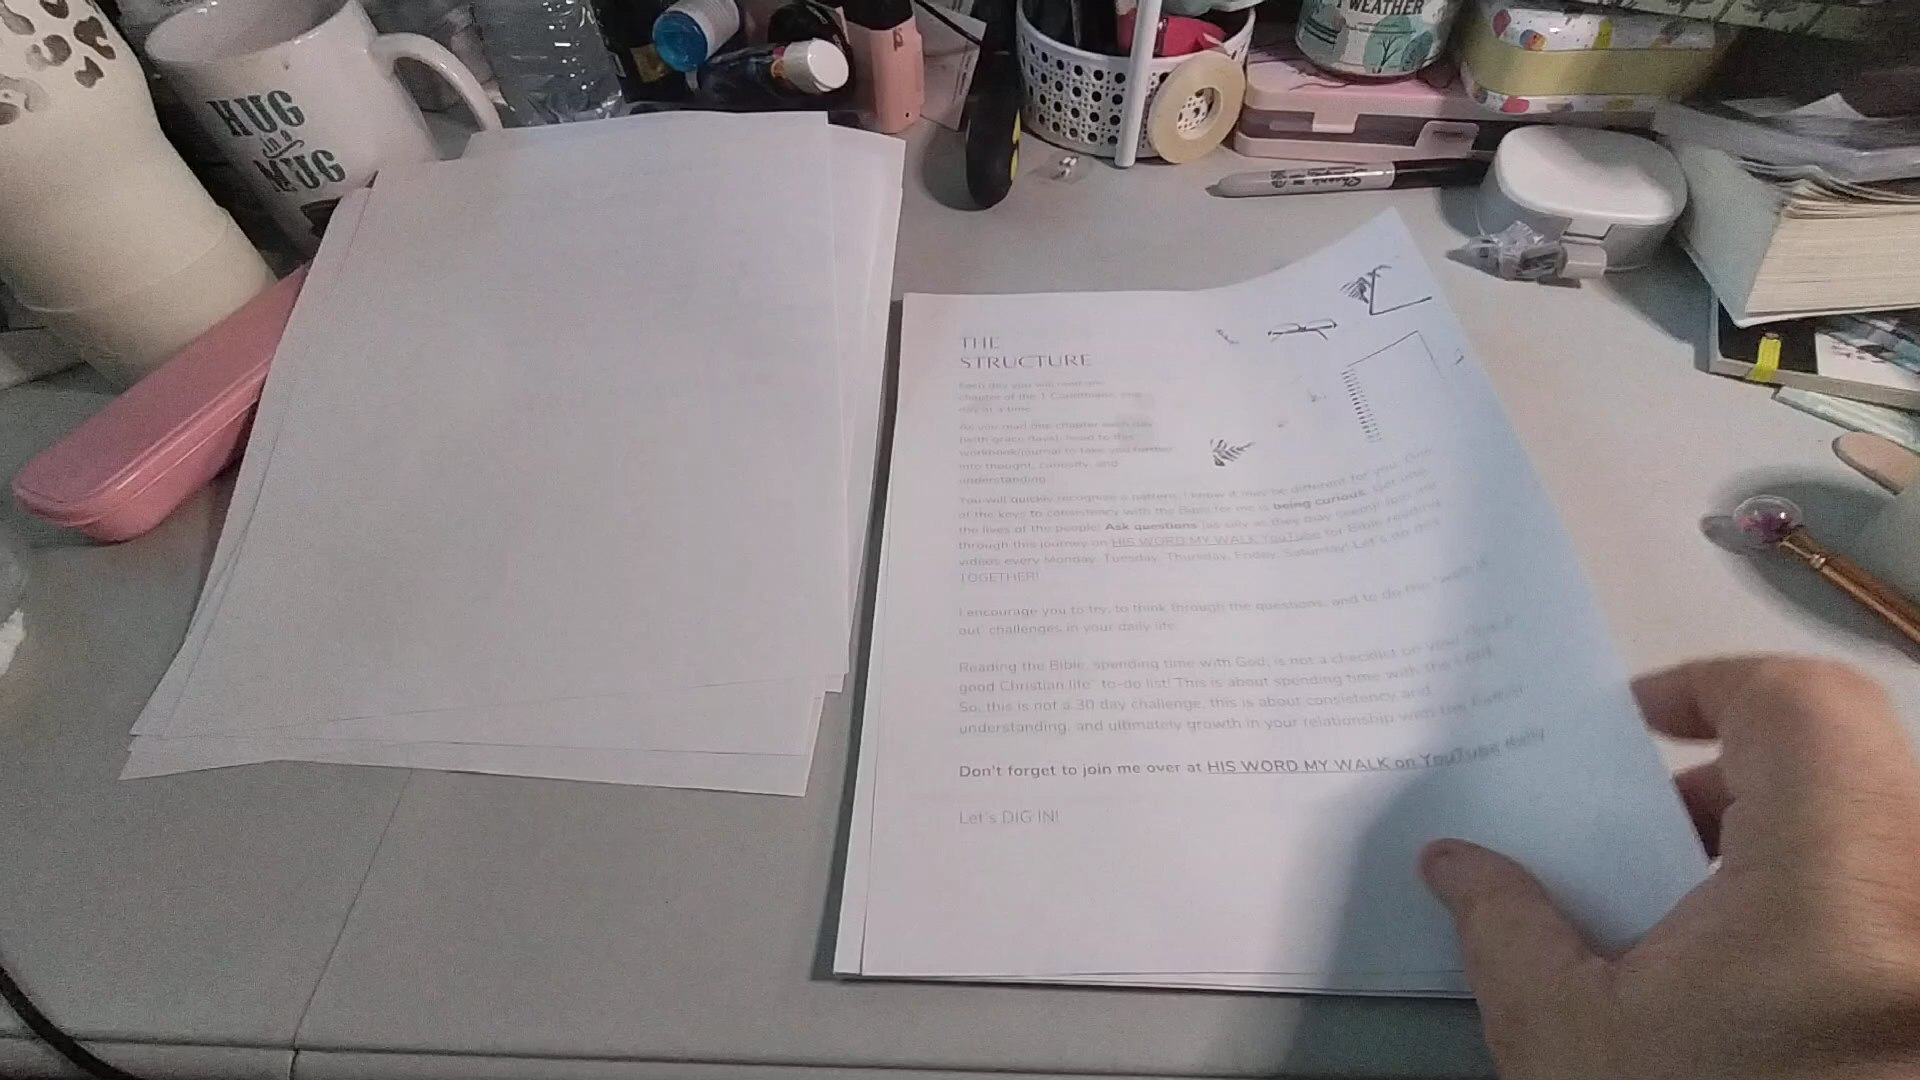 HUG
in a
MUG
WEATHER
Sharpie
THE
STRUCTURE
Each day you will read one
chapter of the 1 Corinthians, one
day at a time.
As you read one chapter each day
(with grace days), head to this
workbook/journal to take you further
into thought, curiosity, and
understanding.
You will quickly recognize a pattern. I know it may be different for you. One
of the keys to consistency with the Bible for me is being curious. Get into
the lives of the people! Ask questions (as silly as they may seem)! Join me
through this journey on HIS WORD MY WALK YouTube for Bible reading
videos every Monday, Tuesday, Thursday, Friday, Saturday! Let's do this
TOGETHER!
I encourage you to try, to think through the questions, and to do the
out" challenges in your daily life.
Reading the Bible, spending time with God, is not a checklist on your
good Christian life" to-do list! This is about spending time with the Lord.
So, this is not a 30 day challenge, this is about consistency and
understanding, and ultimately growth in your relationship with the Father!
Don't forget to join me over at HIS WORD MY WALK on YouTube daily
Let's DIG IN!